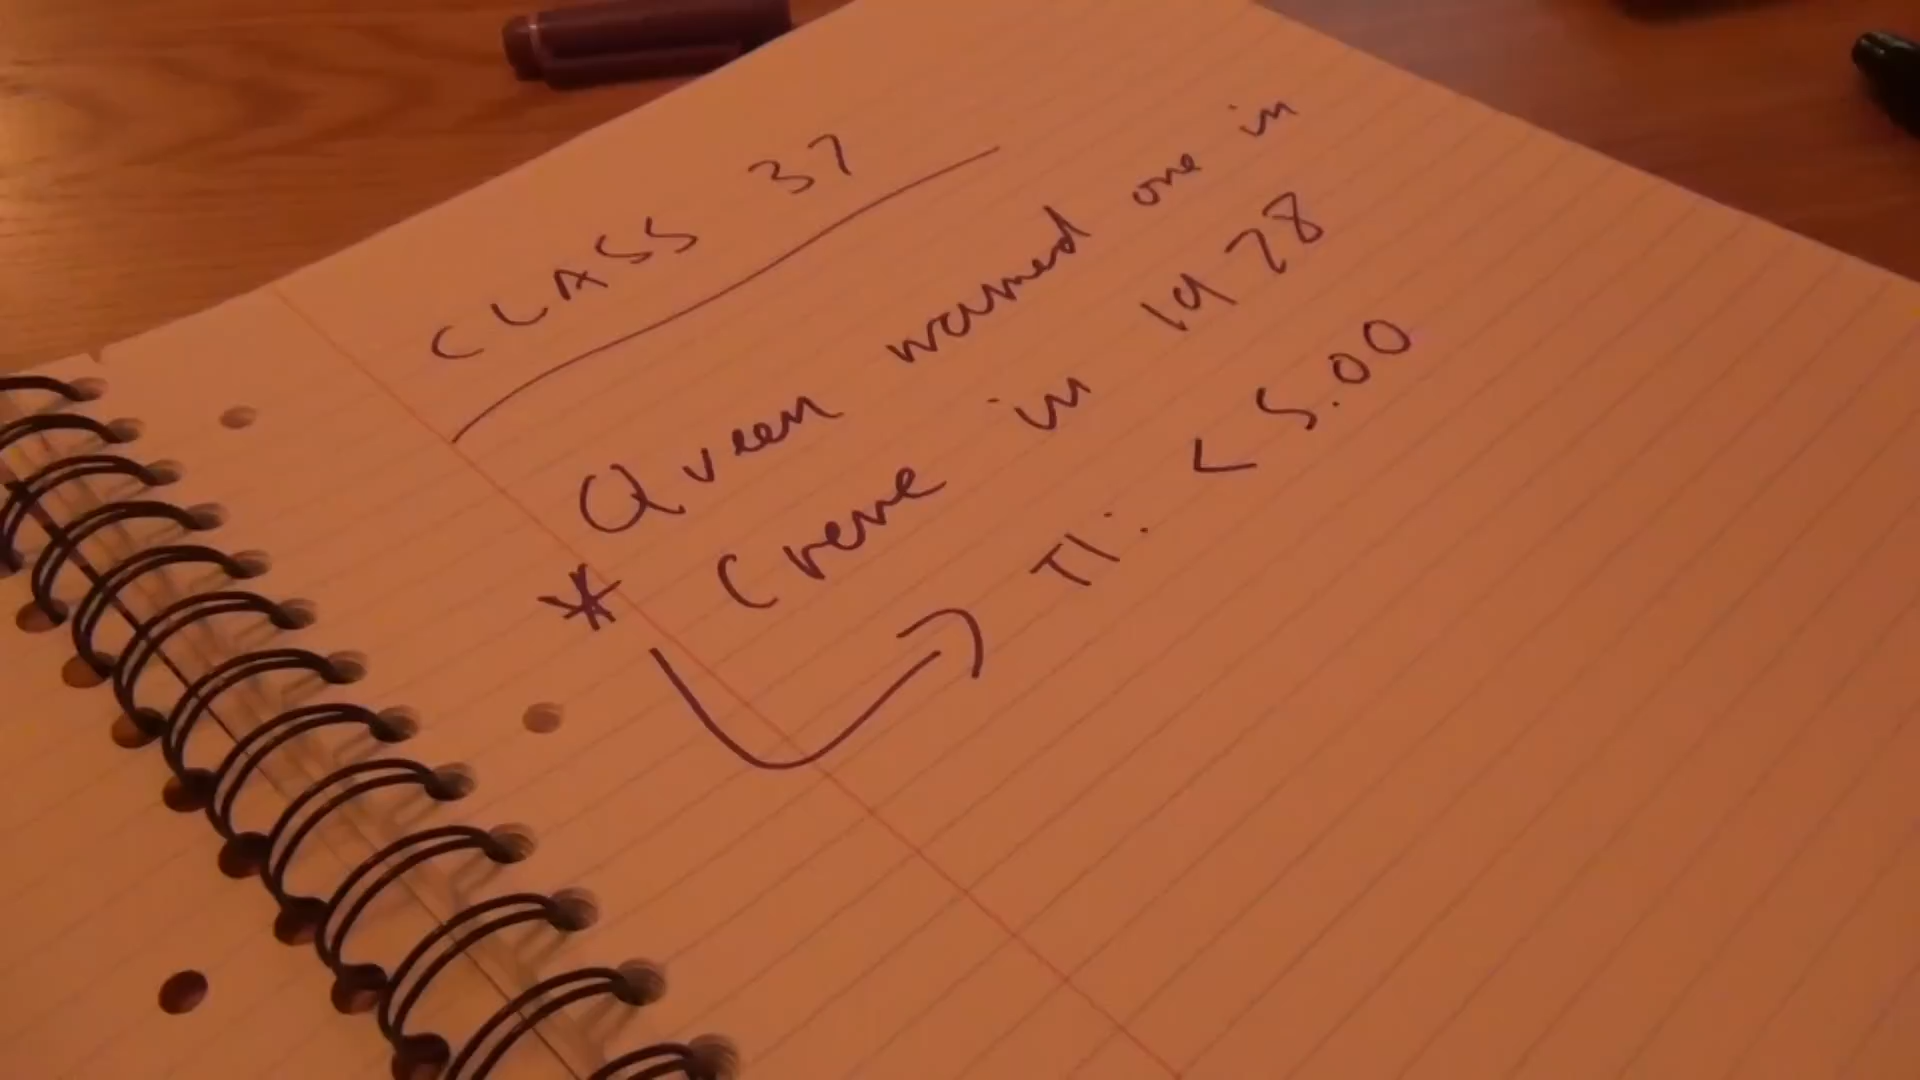 CLASS 37
Queen warned one in
* Crewe in 1978
TI: < 5.00